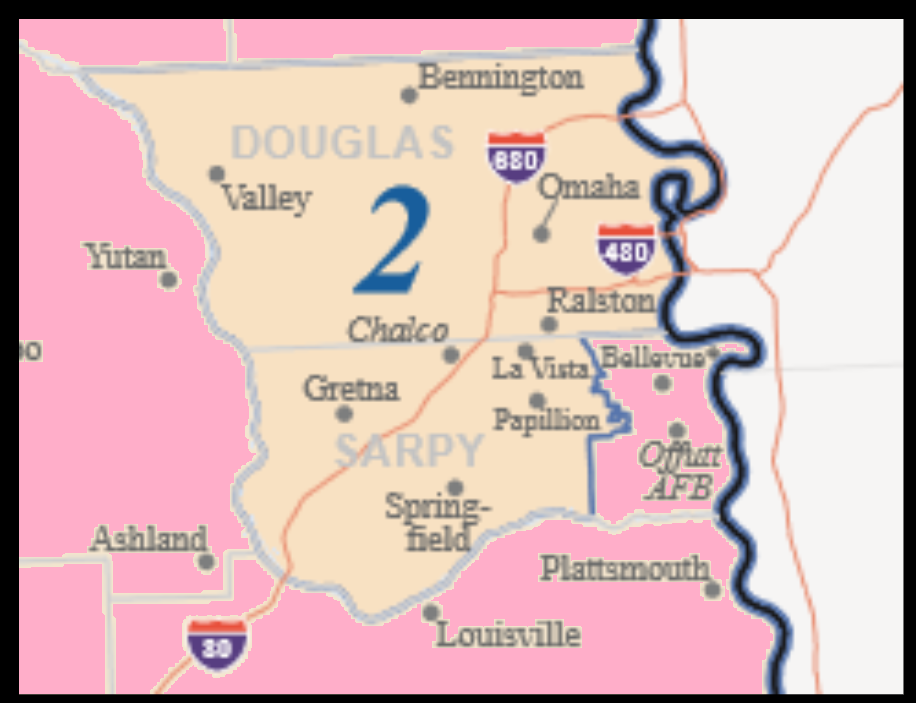 Bennington
DOUGLAS
680
Omaha
Valley
2
480
Yutan
Ralston
Chalco
La Vista
Bellevue
Gretna
Papillion
SARPY
Offutt
AFB
Spring-
field
Ashland
Plattsmouth
80
Louisville